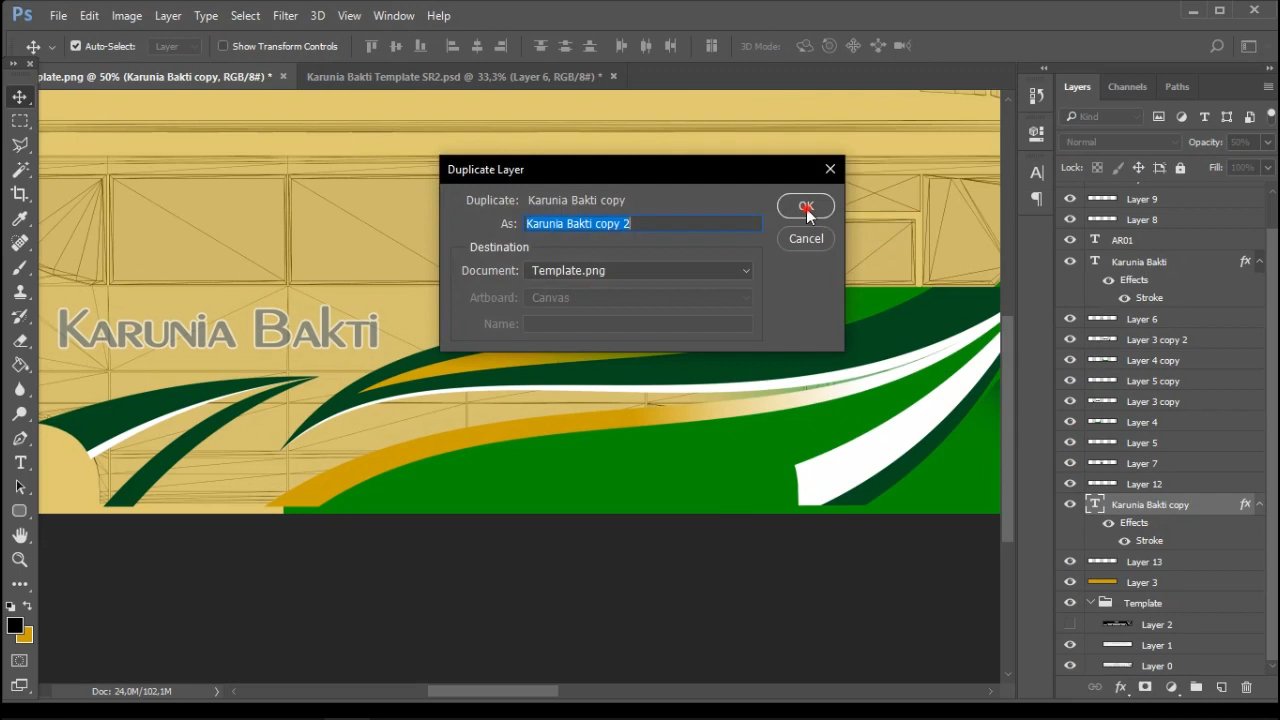 Ps File Edit Image Layer Type Select Filter 3D View Window Help
Auto-Select: Layer Show Transform Controls 3D Mode:
plate.png @ 50% (Karunia Bakti copy, RGB/8#) * Karunia Bakti Template SR2.psd @ 33,3% (Layer 6, RGB/8#) *
Layers Channels Paths
Kind
Normal Opacity: 50%
Lock: Fill: 100%
Duplicate Layer
Duplicate: Karunia Bakti copy
OK
As: Karunia Bakti copy 2
Cancel
Destination
Document: Template.png
Artboard: Canvas
Name:
Karunia Bakti
Layer 9
Layer 8
T AR01
T Karunia Bakti fx
Effects
Stroke
Layer 6
Layer 3 copy 2
Layer 4 copy
Layer 5 copy
Layer 3 copy
Layer 4
Layer 5
Layer 7
Layer 12
T Karunia Bakti copy fx
Effects
Stroke
Layer 13
Layer 3
Template
Layer 2
Layer 1
Layer 0
Doc: 24,0M/102,1M
fx